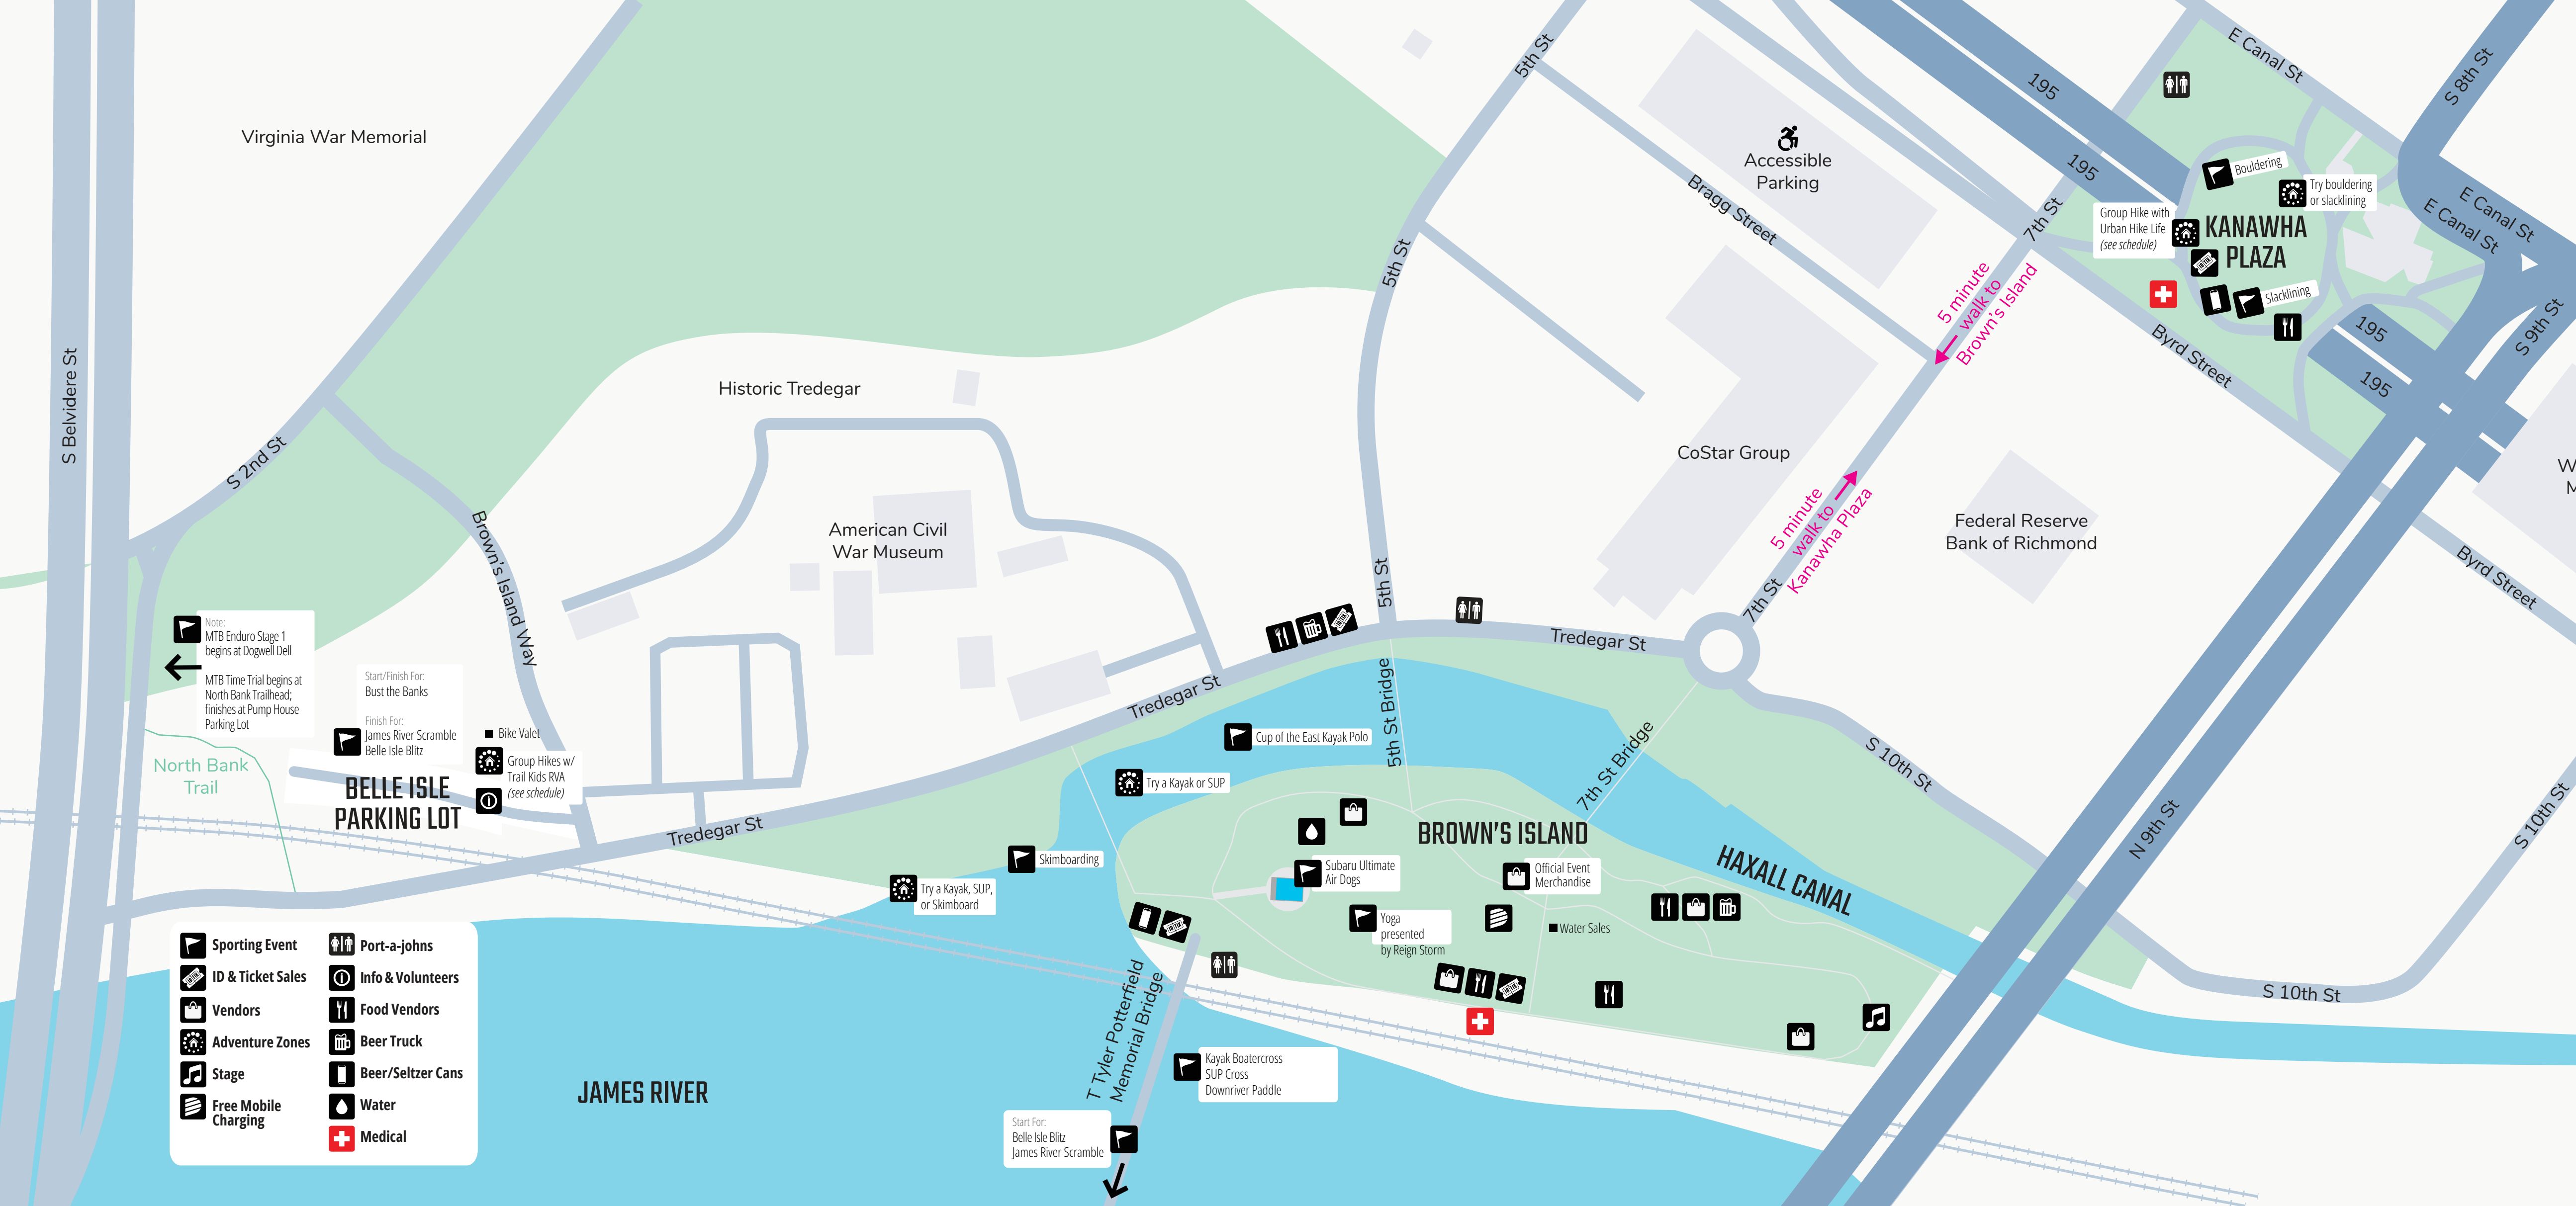 Virginia War Memorial
S Belvidere St
S 2nd St
Brown's Island Way
Historic Tredegar
American Civil
War Museum
5th St
5th St
5th St
5th St Bridge
Bragg Street
Accessible
Parking
CoStar Group
Federal Reserve
Bank of Richmond
195
195
7th St
5 minute
walk to
Brown's Island
5 minute
walk to
Kanawha Plaza
7th St
E Canal St
S 8th St
E Canal St
E Canal St
S 9th St
195
195
Byrd Street
Byrd Street
W
M
Bouldering
Try bouldering
or slacklining
Group Hike with
Urban Hike Life
(see schedule)
KANAWHA
PLAZA
Slacklining
Note:
MTB Enduro Stage 1
begins at Dogwell Dell
MTB Time Trial begins at
North Bank Trailhead;
finishes at Pump House
Parking Lot
Start/Finish For:
Bust the Banks
Finish For:
James River Scramble
Belle Isle Blitz
Bike Valet
Group Hikes w/
Trail Kids RVA
(see schedule)
North Bank
Trail
BELLE ISLE
PARKING LOT
Tredegar St
Tredegar St
Tredegar St
7th St Bridge
S 10th St
S 10th St
S 10th St
N 9th St
Cup of the East Kayak Polo
Try a Kayak or SUP
Skimboarding
Try a Kayak, SUP,
or Skimboard
BROWN'S ISLAND
HAXALL CANAL
Subaru Ultimate
Air Dogs
Official Event
Merchandise
Yoga
presented
by Reign Storm
Water Sales
T Tyler Potterfield
Memorial Bridge
Kayak Boatercross
SUP Cross
Downriver Paddle
Start For:
Belle Isle Blitz
James River Scramble
JAMES RIVER
Sporting Event
ID & Ticket Sales
Vendors
Adventure Zones
Stage
Free Mobile
Charging
Port-a-johns
Info & Volunteers
Food Vendors
Beer Truck
Beer/Seltzer Cans
Water
Medical